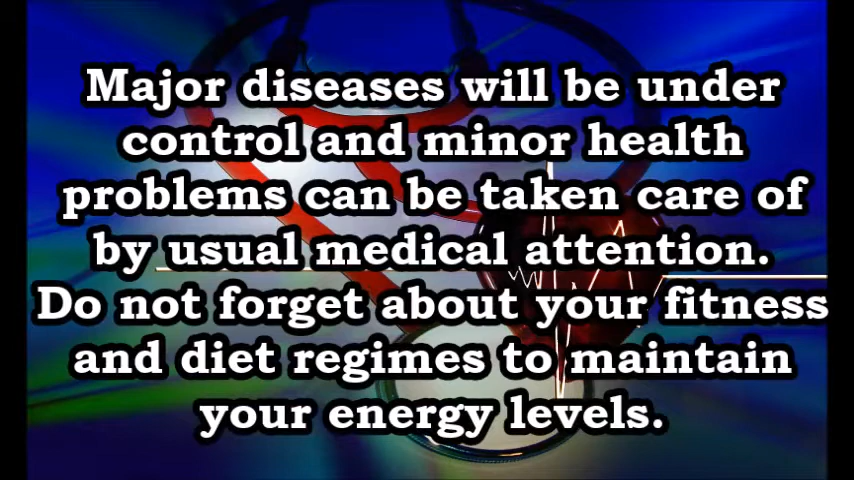 Major diseases will be under
control and minor health
problems can be taken care of
by usual medical attention.
Do not forget about your fitness
and diet regimes to maintain
your energy levels.